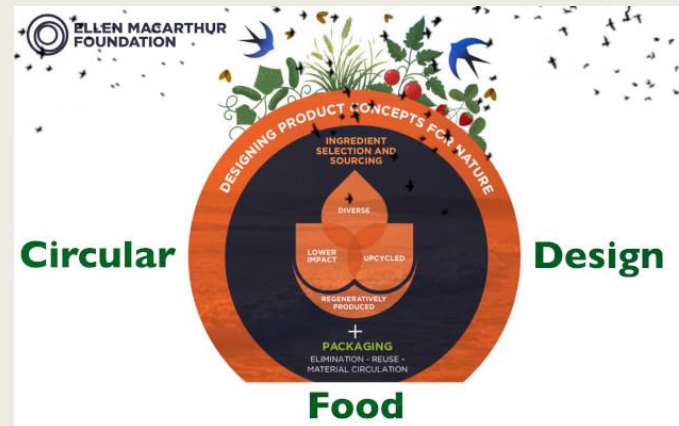 ELLEN MACARTHUR
FOUNDATION
DESIGNING PRODUCT CONCEPTS FOR NATURE
INGREDIENT
SELECTION AND
SOURCING
DIVERSE
LOWER
IMPACT
UPCYCLED
REGENERATIVELY
PRODUCED
+
PACKAGING
ELIMINATION - REUSE -
MATERIAL CIRCULATION
Circular
Design
Food